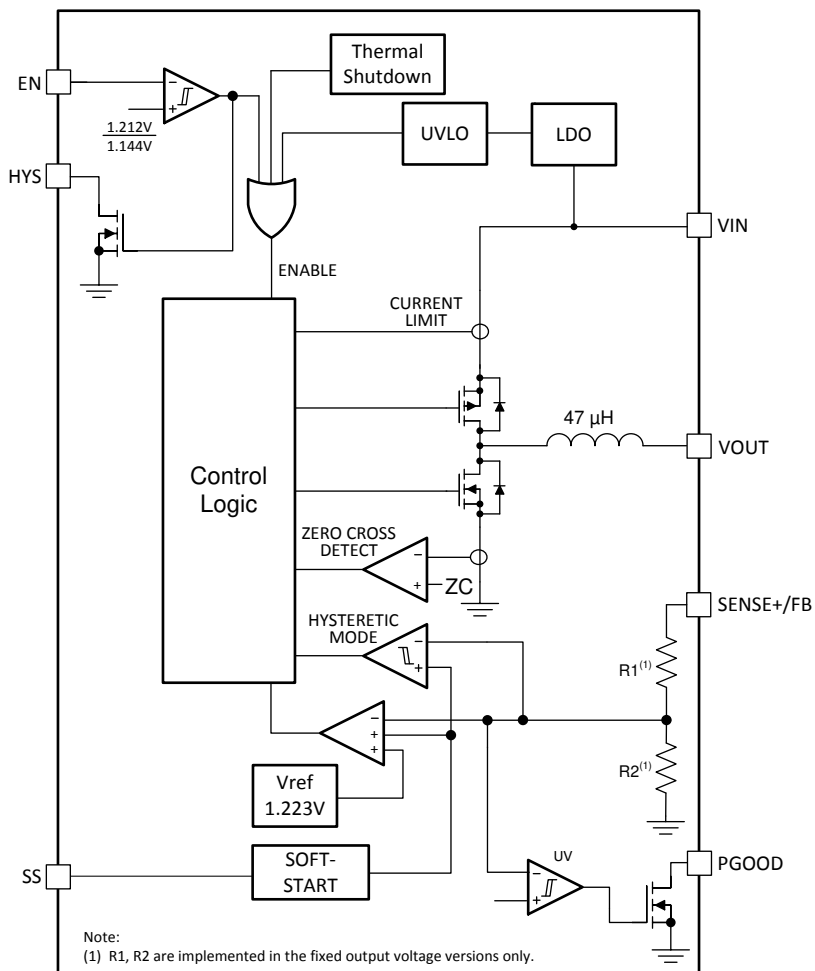 Thermal
Shutdown
EN
−
+
1.212V
1.144V
UVLO
LDO
HYS
VIN
ENABLE
CURRENT
LIMIT
47 µH
VOUT
Control
Logic
ZERO CROSS
DETECT
−
+
ZC
SENSE+/FB
HYSTERETIC
MODE
−
+
R1(1)
−
+
+
R2(1)
Vref
1.223V
UV
PGOOD
SS
SOFT-
START
−
+
Note:
(1) R1, R2 are implemented in the fixed output voltage versions only.